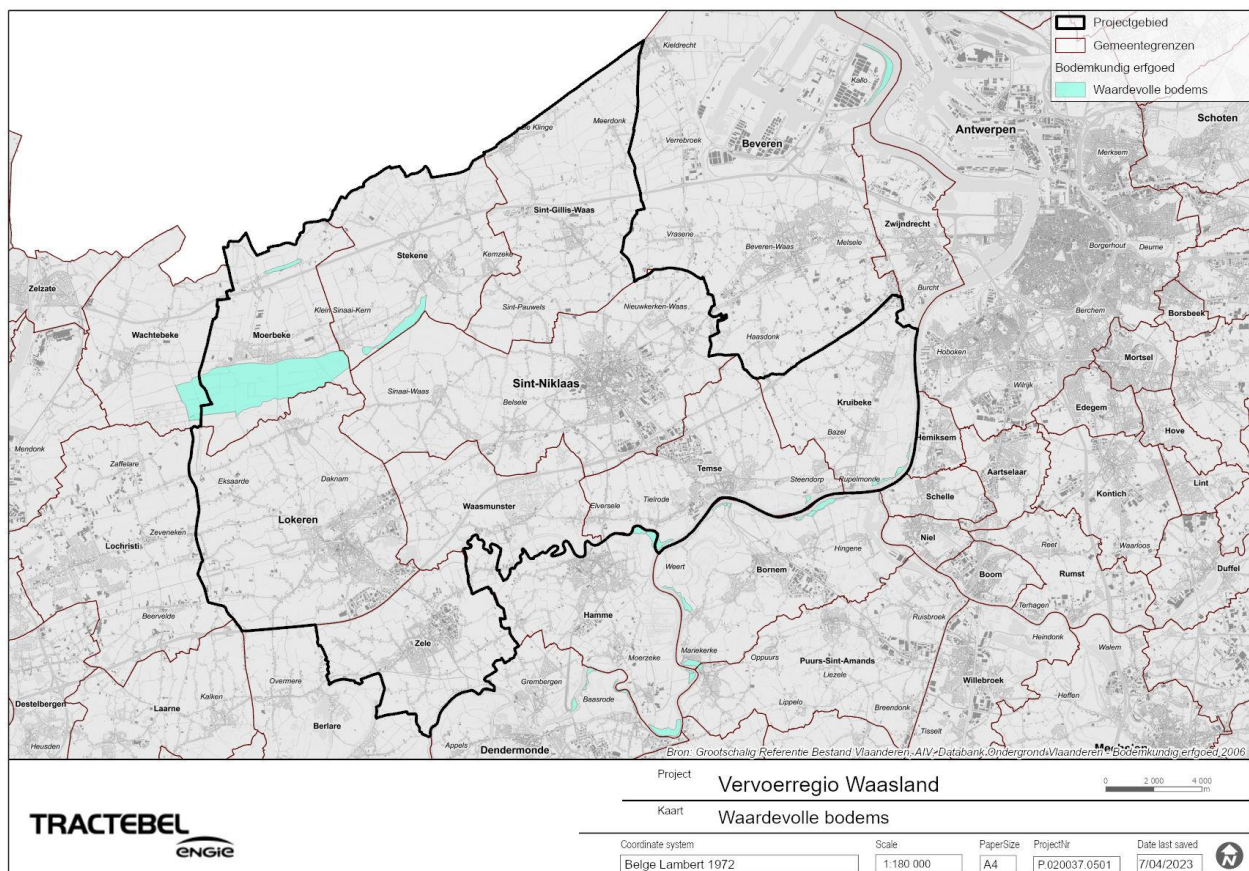 Projectgebied
Gemeentegrenzen
Bodemkundig erfgoed
Waardevolle bodems
Kieldrecht
Kallo
Antwerpen
Schoten
De Klinge
Meerdonk
Verrebroek
Beveren
Merksem
Sint-Gillis-Waas
Zwijndrecht
Vrasene
Beveren-Waas
Melsele
Borgerhout
Deurne
Stekene
Kemzeke
Zelzate
Burcht
Klein Sinaai-Kern
Sint-Pauwels
Nieuwkerken-Waas
Berchem
Borsbeek
Wachtebeke
Moerbeke
Haasdonk
Hoboken
Mortsel
Sint-Niklaas
Sinaai-Waas
Belsele
Wilrijk
Kruibeke
Edegem
Bazel
Hemiksem
Hove
Mendonk
Zaffelare
Temse
Aartselaar
Eksaarde
Daknam
Steendorp
Rupelmonde
Lint
Waasmunster
Elversele
Tielrode
Schelle
Kontich
Lokeren
Zeveneken
Lochristi
Niel
Reet
Waarloos
Hingene
Weert
Bornem
Boom
Rumst
Duffel
Beervelde
Hamme
Ruisbroek
Terhagen
Zele
Heindonk
Walem
Mariekerke
Moerzeke
Oppuurs
Puurs-Sint-Amands
Liezele
Willebroek
Overmere
Grembergen
Baasrode
Kalken
Laarne
Destelbergen
Heffen
Lippelo
Breendonk
Berlare
Heusden
Appels
Dendermonde
Tisselt
Mechelen
Bron: Grootschalig Referentie Bestand Vlaanderen, AIV; Databank Ondergrond Vlaanderen - Bodemkundig erfgoed 2006
Project
Vervoerregio Waasland
0 2 000 4 000
m
Kaart
Waardevolle bodems
TRACTEBEL
ENGIE
Coordinate system
Scale
PaperSize
ProjectNr
Date last saved
Belge Lambert 1972
1:180 000
A4
P.020037.0501
7/04/2023
N